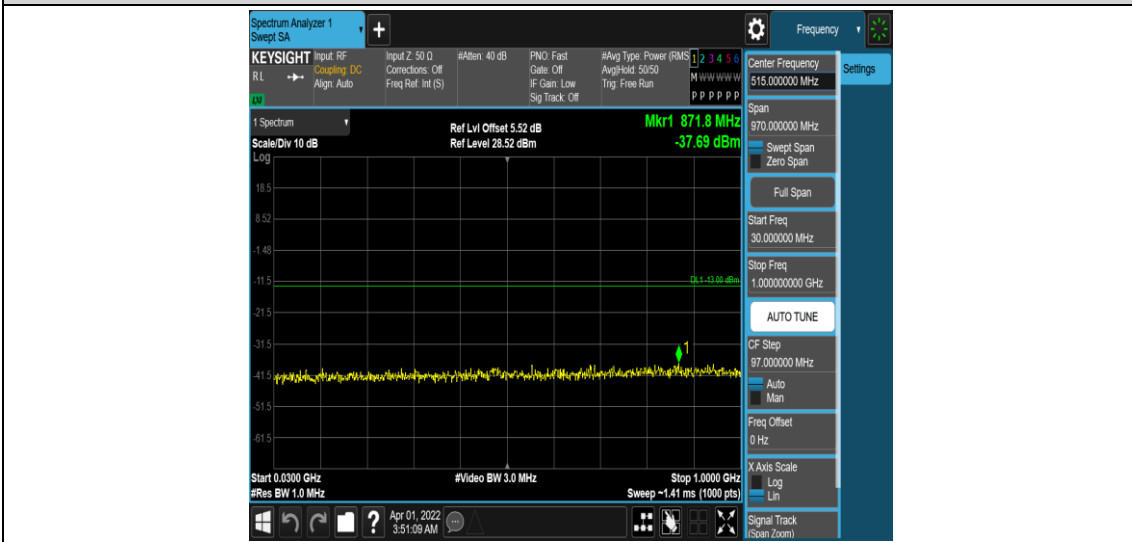 Spectrum Analyzer 1
Swept SA
+
Frequency
KEYSIGHT
RL
LXI
Input: RF
Coupling: DC
Align: Auto
Input Z: 50 Ω
Corrections: Off
Freq Ref: Int (S)
#Atten: 40 dB
PNO: Fast
Gate: Off
IF Gain: Low
Sig Track: Off
#Avg Type: Power (RMS
Avg|Hold: 50/50
Trig: Free Run
1 2 3 4 5 6
M W W W W W
P P P P P P
1 Spectrum
Scale/Div 10 dB
Log
Ref Lvl Offset 5.52 dB
Ref Level 28.52 dBm
Mkr1 871.8 MHz
-37.69 dBm
18.5
8.52
-1.48
-11.5
DL1 -13.00 dBm
-21.5
-31.5
1
-41.5
-51.5
-61.5
Start 0.0300 GHz
#Res BW 1.0 MHz
#Video BW 3.0 MHz
Stop 1.0000 GHz
Sweep ~1.41 ms (1000 pts)
?
Apr 01, 2022
3:51:09 AM
Center Frequency
515.000000 MHz
Settings
Span
970.000000 MHz
Swept Span
Zero Span
Full Span
Start Freq
30.000000 MHz
Stop Freq
1.000000000 GHz
AUTO TUNE
CF Step
97.000000 MHz
Auto
Man
Freq Offset
0 Hz
X Axis Scale
Log
Lin
Signal Track
(Span Zoom)